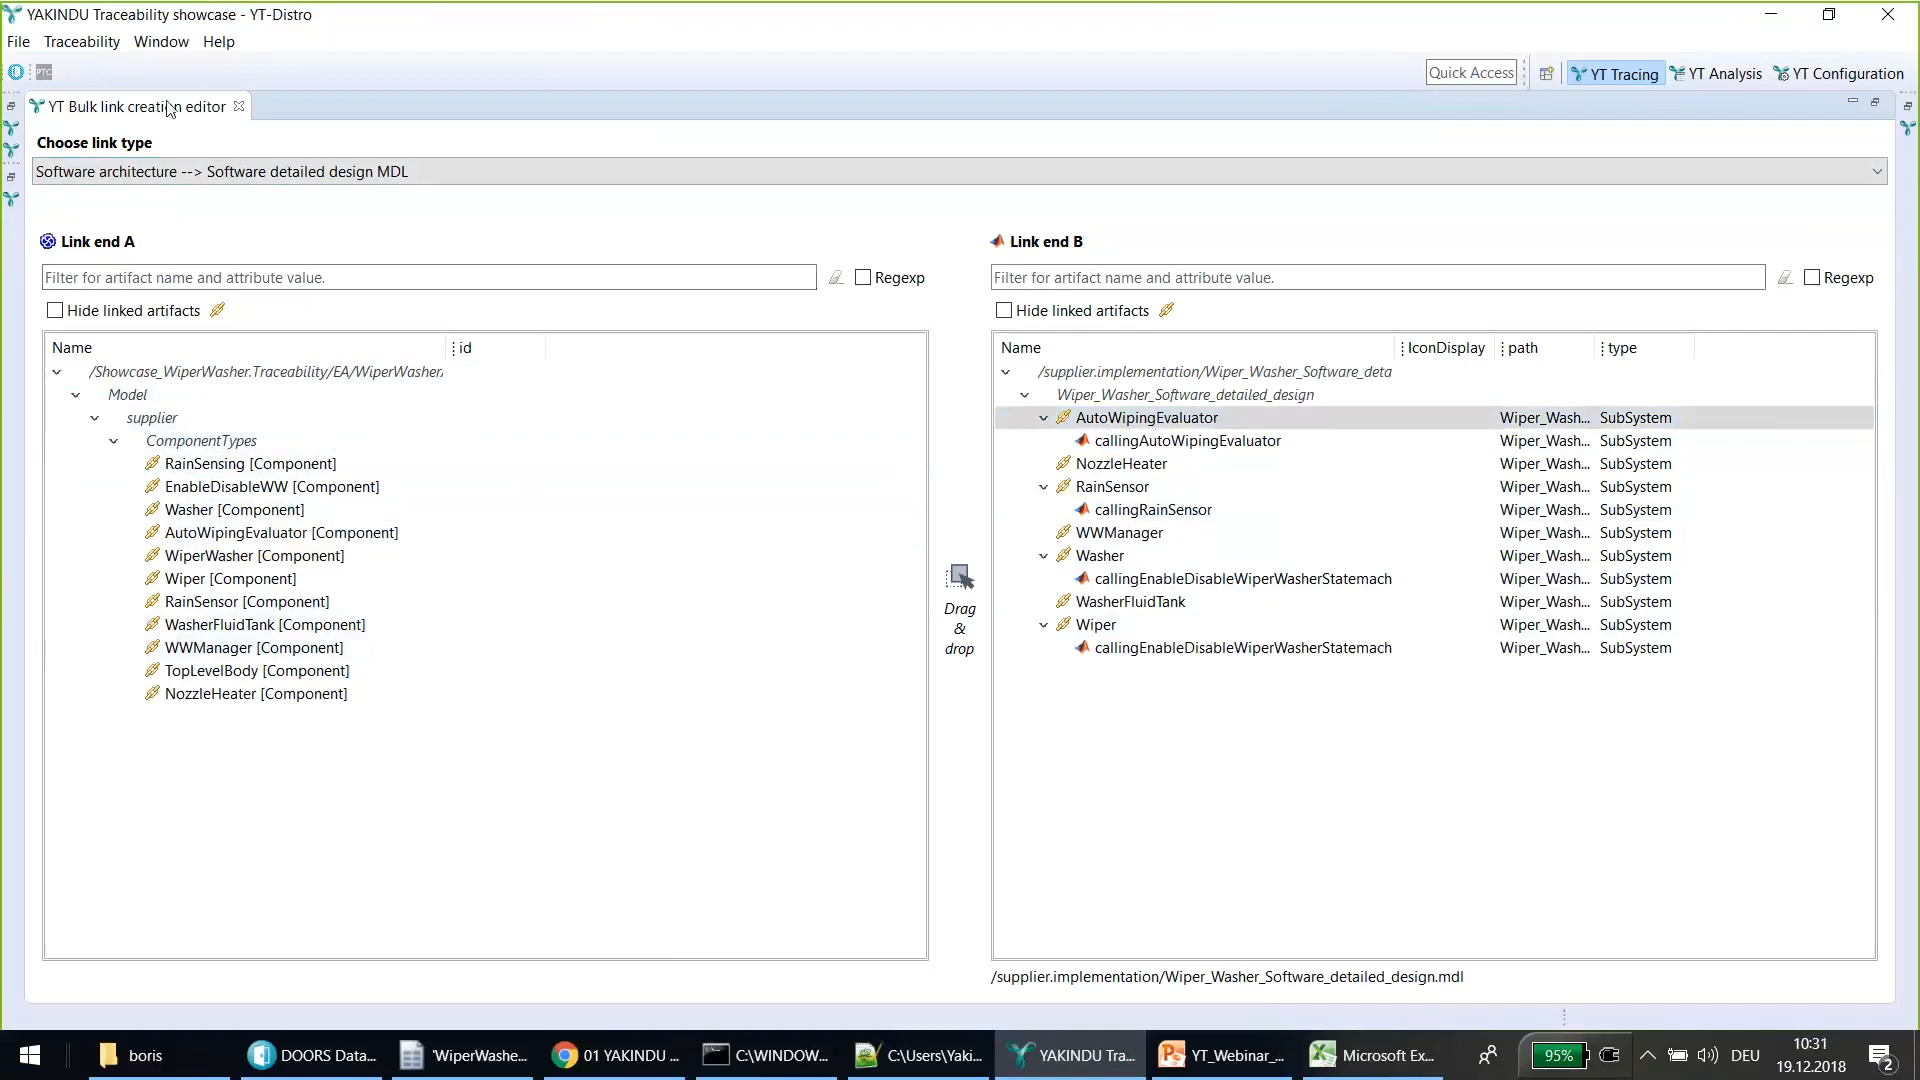 YAKINDU Traceability showcase - YT-Distro
File Traceability Window Help
PTC
Quick Access YT Tracing YT Analysis YT Configuration
YT Bulk link creation editor
Choose link type
Software architecture --> Software detailed design MDL
Link end A
Filter for artifact name and attribute value. Regexp
Hide linked artifacts
Name id
/Showcase_WiperWasher.Traceability/EA/WiperWasher
Model
supplier
ComponentTypes
RainSensing [Component]
EnableDisableWW [Component]
Washer [Component]
AutoWipingEvaluator [Component]
WiperWasher [Component]
Wiper [Component]
RainSensor [Component]
WasherFluidTank [Component]
WWManager [Component]
TopLevelBody [Component]
NozzleHeater [Component]
Drag
&
drop
Link end B
Filter for artifact name and attribute value. Regexp
Hide linked artifacts
Name IconDisplay path type
/supplier.implementation/Wiper_Washer_Software_deta
Wiper_Washer_Software_detailed_design
AutoWipingEvaluator Wiper_Wash... SubSystem
callingAutoWipingEvaluator Wiper_Wash... SubSystem
NozzleHeater Wiper_Wash... SubSystem
RainSensor Wiper_Wash... SubSystem
callingRainSensor Wiper_Wash... SubSystem
WWManager Wiper_Wash... SubSystem
Washer Wiper_Wash... SubSystem
callingEnableDisableWiperWasherStatemach Wiper_Wash... SubSystem
WasherFluidTank Wiper_Wash... SubSystem
Wiper Wiper_Wash... SubSystem
callingEnableDisableWiperWasherStatemach Wiper_Wash... SubSystem
/supplier.implementation/Wiper_Washer_Software_detailed_design.mdl
boris DOORS Data... 'WiperWashe... 01 YAKINDU ... C:\WINDOW... C:\Users\Yaki... YAKINDU Tra... YT_Webinar_... Microsoft Ex... 95% DEU
10:31
19.12.2018
2